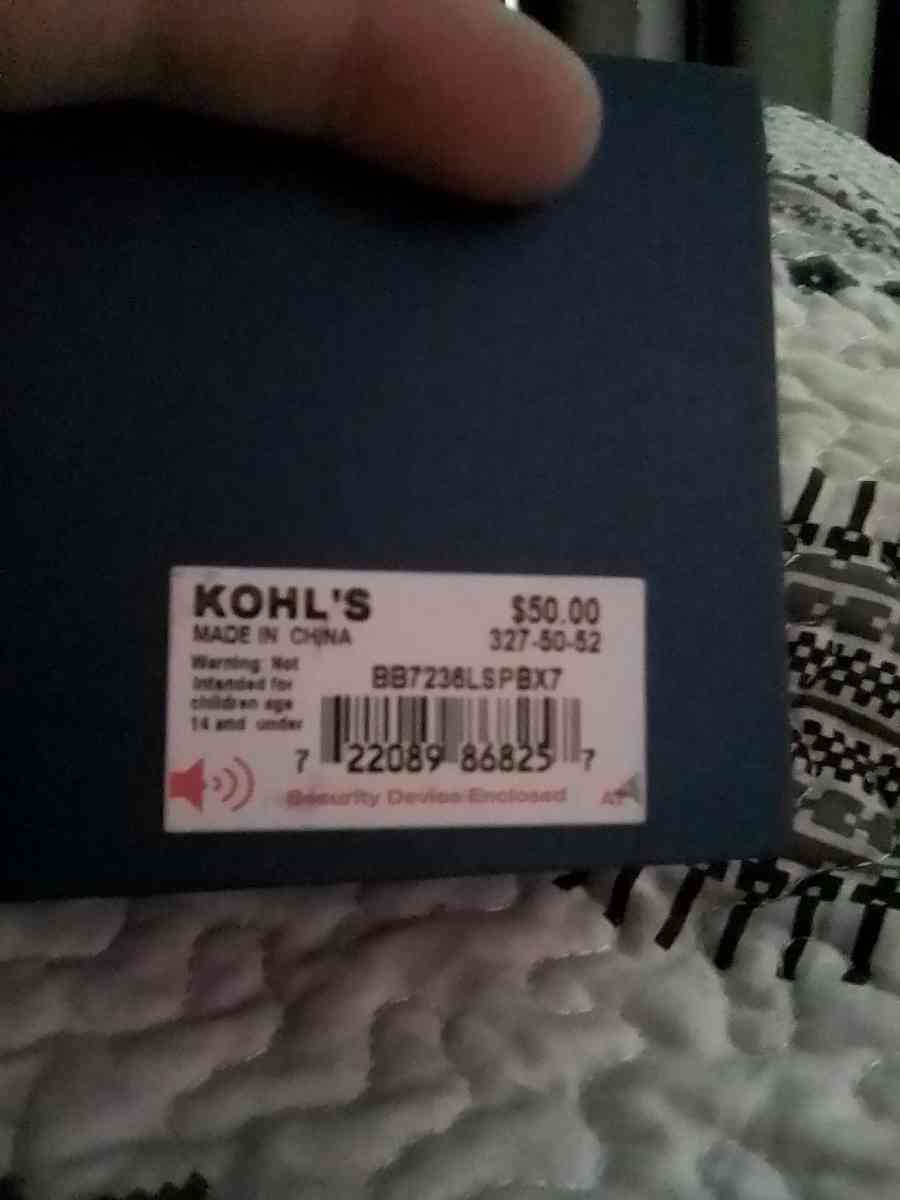 KOHL'S
$50.00
MADE IN CHINA
327-50-52
Warning: Not
Intended for
children age
14 and under
BB7236LSPBX7
7 22089 86825 7
Security Device Enclosed